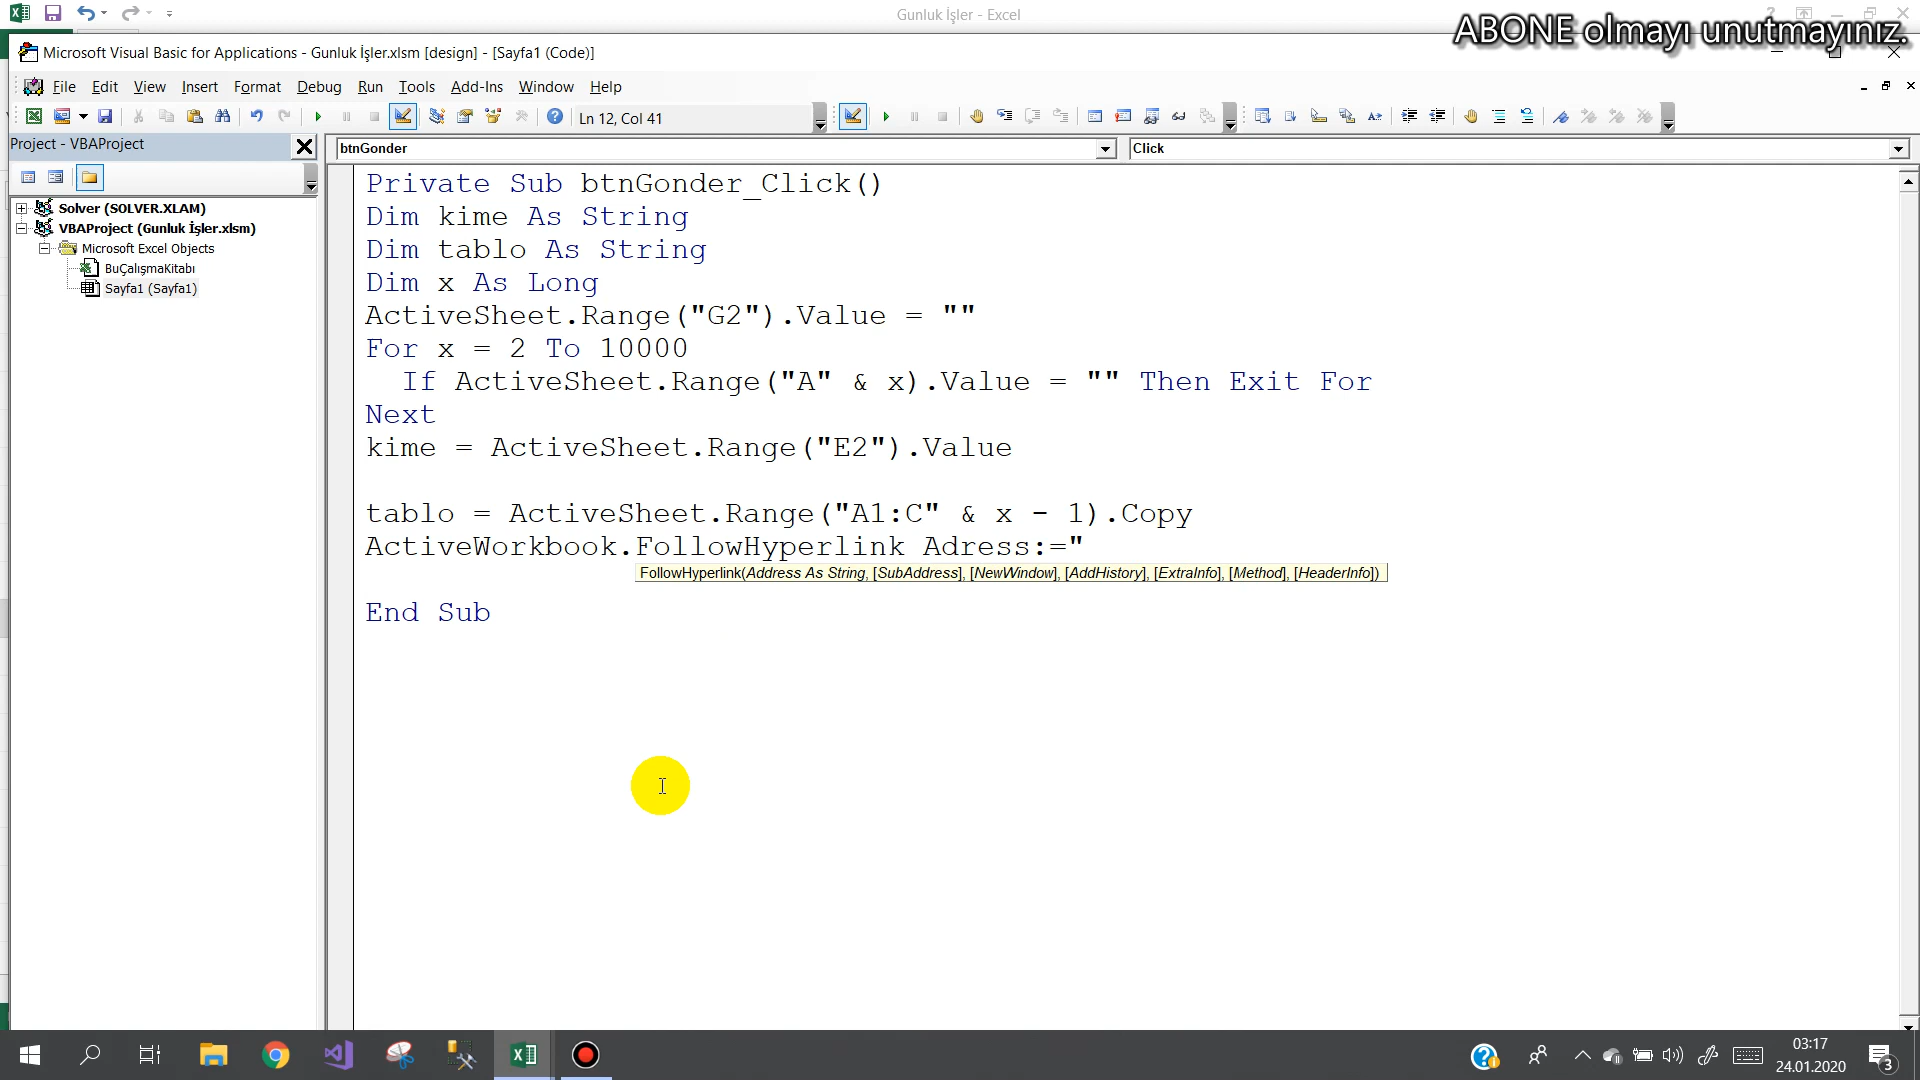 Gunluk İşler - Excel
ABONE olmayı unutmayınız.
Microsoft Visual Basic for Applications - Gunluk İşler.xlsm [design] - [Sayfa1 (Code)]
File Edit View Insert Format Debug Run Tools Add-Ins Window Help
Ln 12, Col 41
Project - VBAProject
btnGonder
Click
Solver (SOLVER.XLAM)
VBAProject (Gunluk İşler.xlsm)
Microsoft Excel Objects
BuÇalışmaKitabı
Sayfa1 (Sayfa1)
Private Sub btnGonder_Click()
Dim kime As String
Dim tablo As String
Dim x As Long
ActiveSheet.Range("G2").Value = ""
For x = 2 To 10000
If ActiveSheet.Range("A" & x).Value = "" Then Exit For
Next
kime = ActiveSheet.Range("E2").Value
tablo = ActiveSheet.Range("A1:C" & x - 1).Copy
ActiveWorkbook.FollowHyperlink Adress:="
FollowHyperlink(Address As String, [SubAddress], [NewWindow], [AddHistory], [ExtraInfo], [Method], [HeaderInfo])
End Sub
03:17
24.01.2020
3